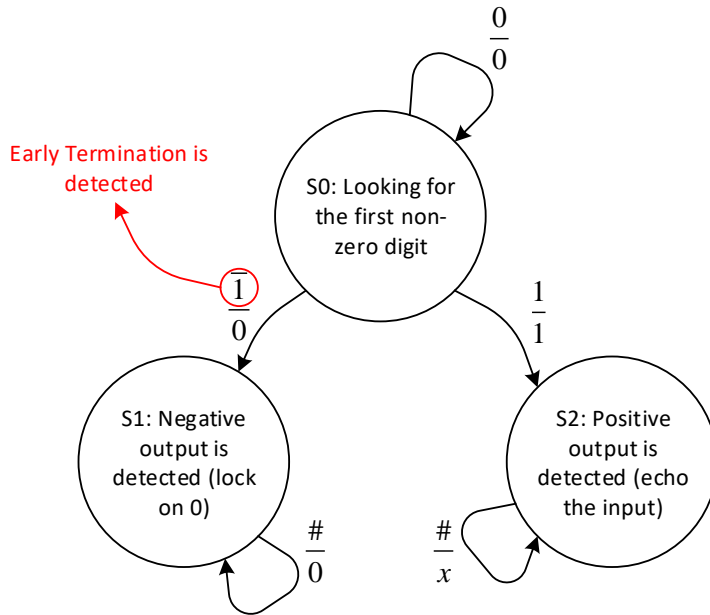 0
0
Early Termination is
detected
S0: Looking for
the first non-
zero digit
1̅
0
1
1
S1: Negative
output is
detected (lock
on 0)
S2: Positive
output is
detected (echo
the input)
#
0
#
x